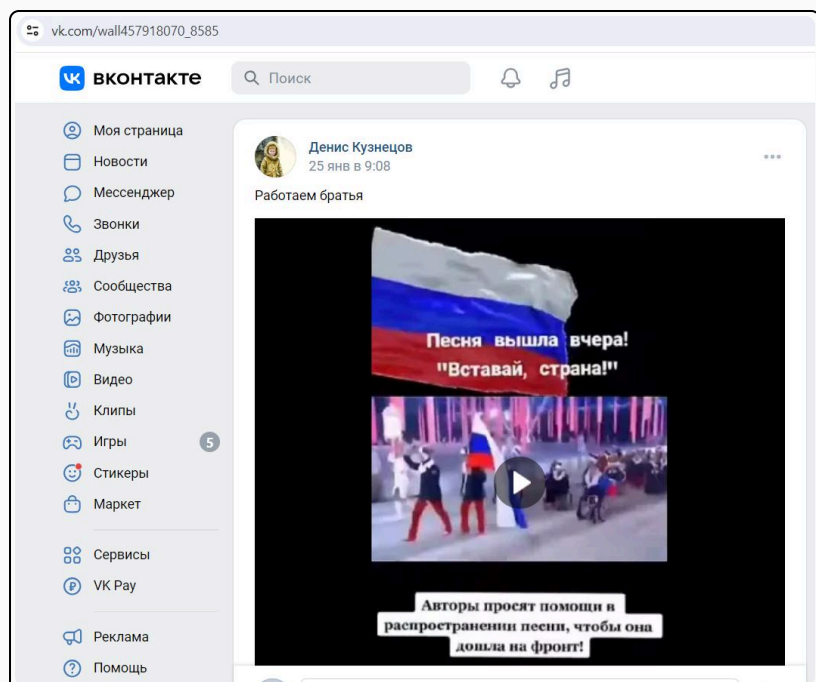 vk.com/wall457918070_8585
вконтакте
Поиск
Моя страница
Новости
Мессенджер
Звонки
Друзья
Сообщества
Фотографии
Музыка
Видео
Клипы
Игры
5
Стикеры
Маркет
Сервисы
VK Pay
Реклама
Помощь
Денис Кузнецов
25 янв в 9:08
Работаем братья
Песня вышла вчера!
"Вставай, страна!"
Авторы просят помощи в
распространении песни, чтобы она
дошла на фронт!